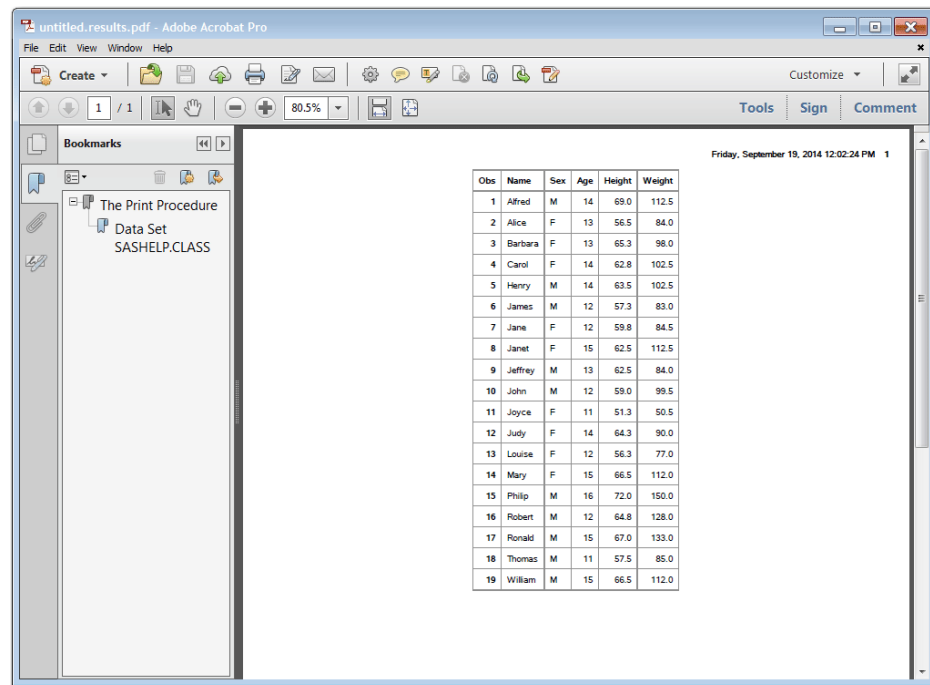 untitled.results.pdf - Adobe Acrobat Pro
File Edit View Window Help
Create Customize
1 / 1 80.5% Tools Sign Comment
Bookmarks
The Print Procedure
Data Set
SASHELP.CLASS
Friday, September 19, 2014 12:02:24 PM 1
Obs Name Sex Age Height Weight
1 Alfred M 14 69.0 112.5
2 Alice F 13 56.5 84.0
3 Barbara F 13 65.3 98.0
4 Carol F 14 62.8 102.5
5 Henry M 14 63.5 102.5
6 James M 12 57.3 83.0
7 Jane F 12 59.8 84.5
8 Janet F 15 62.5 112.5
9 Jeffrey M 13 62.5 84.0
10 John M 12 59.0 99.5
11 Joyce F 11 51.3 50.5
12 Judy F 14 64.3 90.0
13 Louise F 12 56.3 77.0
14 Mary F 15 66.5 112.0
15 Philip M 16 72.0 150.0
16 Robert M 12 64.8 128.0
17 Ronald M 15 67.0 133.0
18 Thomas M 11 57.5 85.0
19 William M 15 66.5 112.0